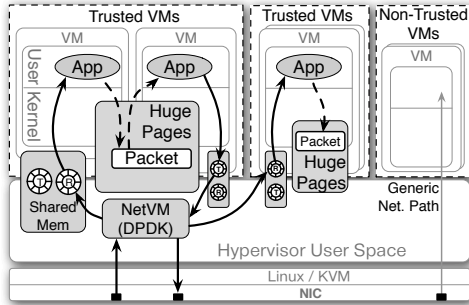 Trusted VMs
Trusted VMs
Non-Trusted
VMs
VM
VM
VM
VM
User
Kernel
App
App
App
Huge
Pages
Packet
Packet
Huge
Pages
T
R
Shared
Mem
T
R
R
T
NetVM
(DPDK)
Generic
Net. Path
Hypervisor User Space
Linux / KVM
NIC